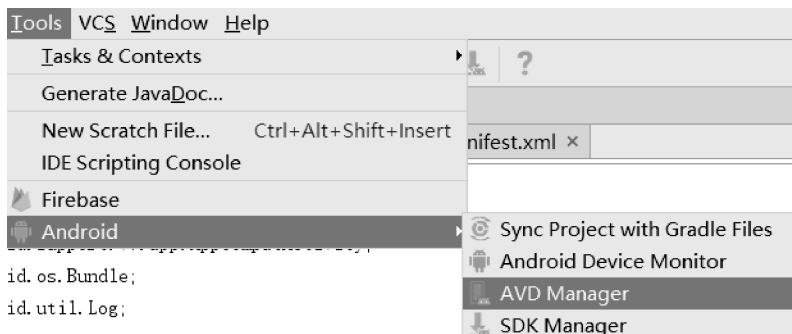 Tools VCS Window Help
Tasks & Contexts
?
Generate JavaDoc...
New Scratch File... Ctrl+Alt+Shift+Insert
nifest.xml ×
IDE Scripting Console
Firebase
Android
Sync Project with Gradle Files
id.os.Bundle;
Android Device Monitor
id.util.Log;
AVD Manager
SDK Manager